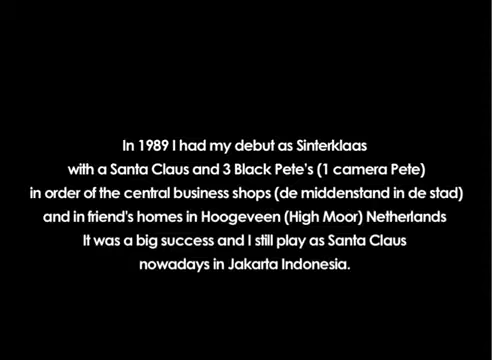 In 1989 I had my debut as Sinterklaas
with a Santa Claus and 3 Black Pete's (1 camera Pete)
in order of the central business shops (de middenstand in de stad)
and in friend's homes in Hoogeveen (High Moor) Netherlands
It was a big success and I still play as Santa Claus
nowadays in Jakarta Indonesia.